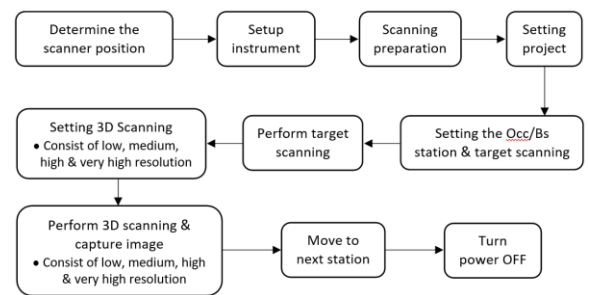 Determine the
scanner position
Setup
instrument
Scanning
preparation
Setting
project
Setting the Occ/Bs
station & target scanning
Perform target
scanning
Setting 3D Scanning
• Consist of low, medium,
high & very high resolution
Perform 3D scanning &
capture image
• Consist of low, medium, high
& very high resolution
Move to
next station
Turn
power OFF